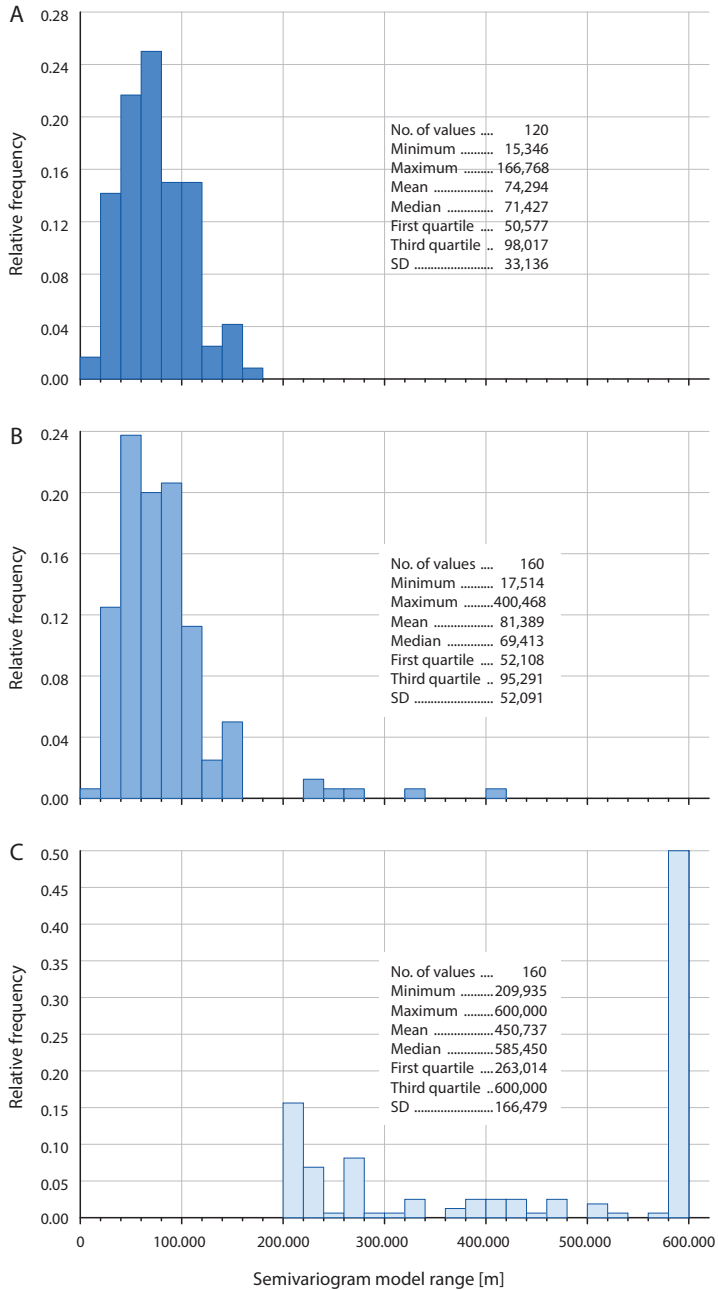 A
0.28
0.24
0.20
0.16
0.12
0.08
0.04
0.00
Relative frequency
No. of values .... 120
Minimum .......... 15,346
Maximum ......... 166,768
Mean ................. 74,294
Median .............. 71,427
First quartile .... 50,577
Third quartile .. 98,017
SD ........................ 33,136
B
0.24
0.20
0.16
0.12
0.08
0.04
0.00
Relative frequency
No. of values .... 160
Minimum .......... 17,514
Maximum .........400,468
Mean ................. 81,389
Median .............. 69,413
First quartile .... 52,108
Third quartile .. 95,291
SD ........................ 52,091
C
0.50
0.45
0.40
0.35
0.30
0.25
0.20
0.15
0.10
0.05
0.00
Relative frequency
No. of values .... 160
Minimum ..........209,935
Maximum .........600,000
Mean .................450,737
Median ..............585,450
First quartile ....263,014
Third quartile ..600,000
SD ........................166,479
0 100.000 200.000 300.000 400.000 500.000 600.000
Semivariogram model range [m]